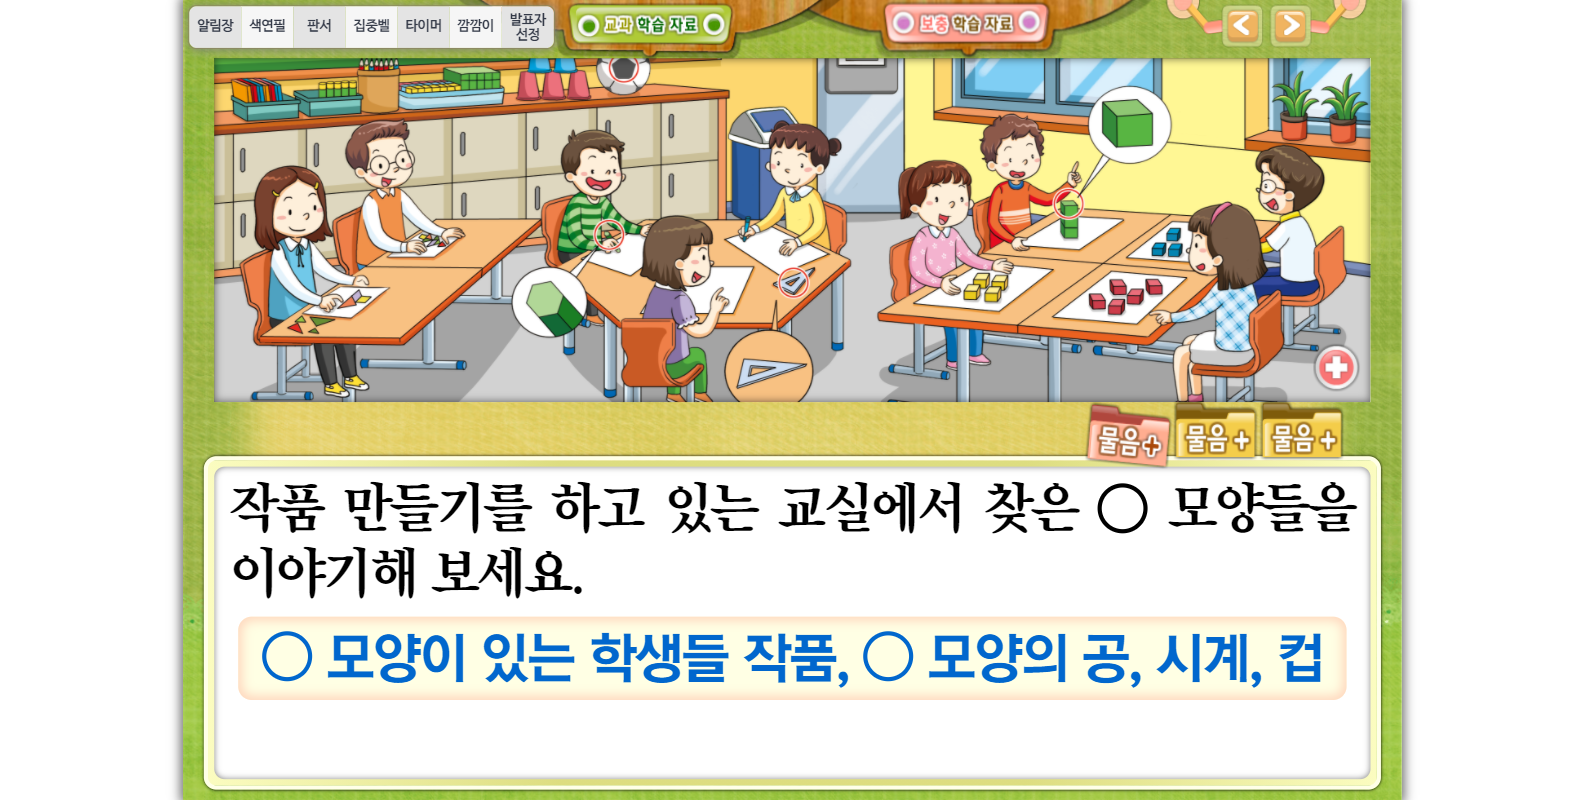 알림장 색연필 판서 집중벨 타이머 깜깜이 발표자 선정
교과 학습 자료
보충 학습 자료
물음+ 물음+ 물음+
작품 만들기를 하고 있는 교실에서 찾은 ○ 모양들을
이야기해 보세요.
○ 모양이 있는 학생들 작품, ○ 모양의 공, 시계, 컵